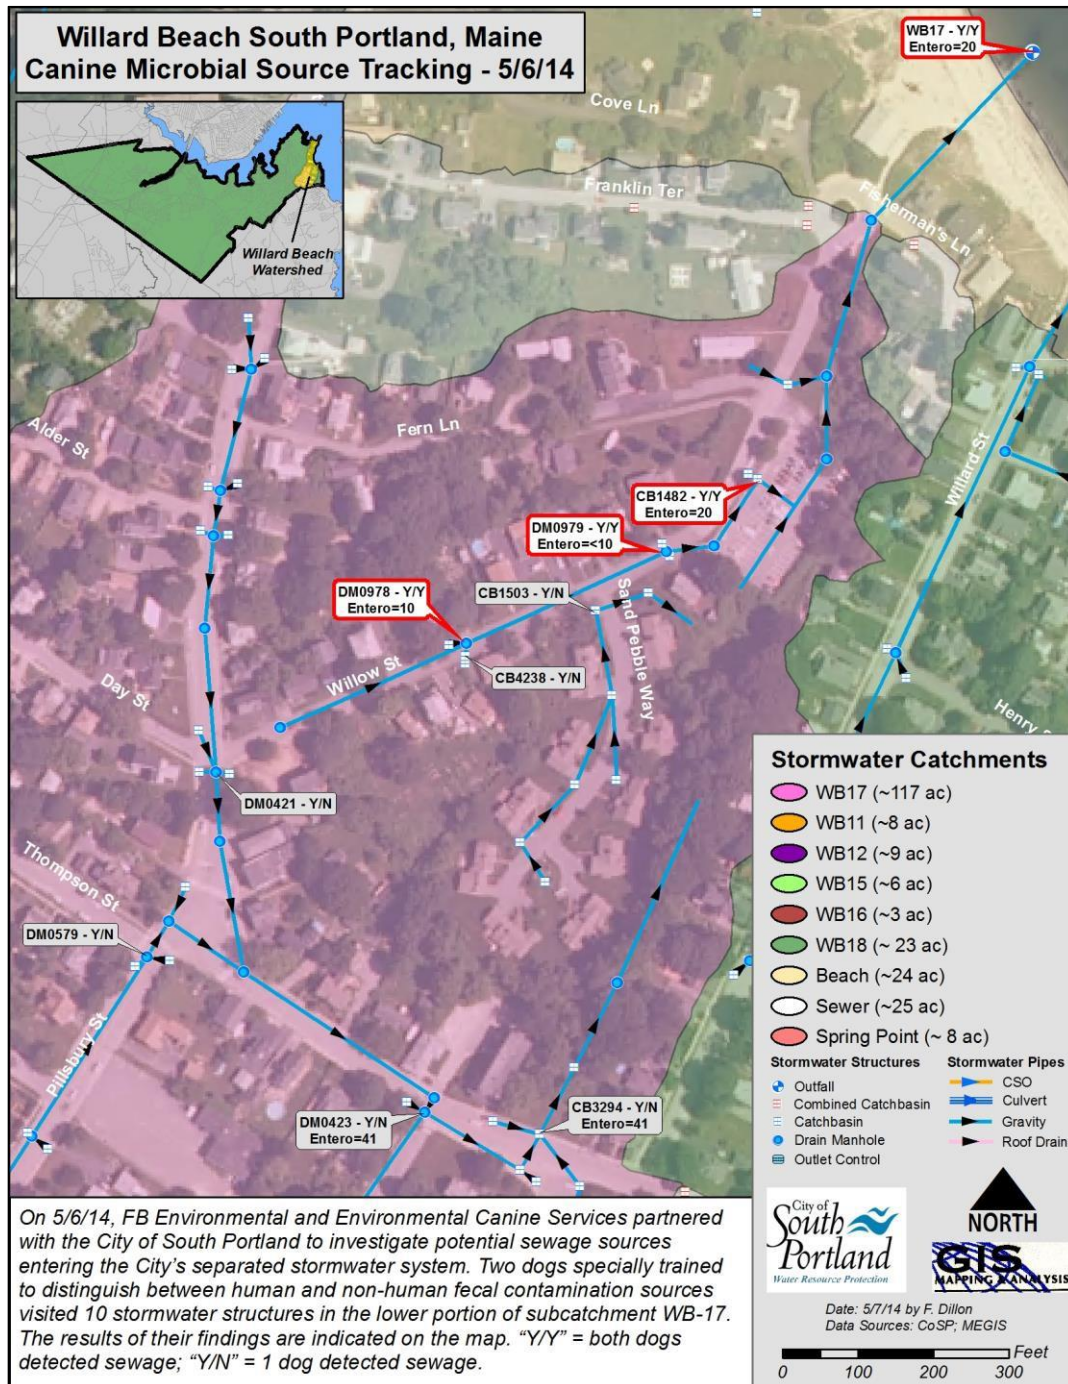 Willard Beach South Portland, Maine
Canine Microbial Source Tracking - 5/6/14
WB17 - Y/Y
Entero=20
Cove Ln
Franklin Ter
Fisherman's Ln
Willard Beach
Watershed
Alder St
Fern Ln
Willard St
CB1482 - Y/Y
Entero=20
DM0979 - Y/Y
Entero=<10
DM0978 - Y/Y
Entero=10
CB1503 - Y/N
Sand Pebble Way
Willow St
CB4238 - Y/N
Day St
Henry S
DM0421 - Y/N
Thompson St
DM0579 - Y/N
Pillsbury St
DM0423 - Y/N
Entero=41
CB3294 - Y/N
Entero=41
Stormwater Catchments
WB17 (~117 ac)
WB11 (~8 ac)
WB12 (~9 ac)
WB15 (~6 ac)
WB16 (~3 ac)
WB18 (~ 23 ac)
Beach (~24 ac)
Sewer (~25 ac)
Spring Point (~ 8 ac)
Stormwater Structures
Outfall
Combined Catchbasin
Catchbasin
Drain Manhole
Outlet Control
Stormwater Pipes
CSO
Culvert
Gravity
Roof Drain
City of
South
Portland
Water Resource Protection
NORTH
GIS
MAPPING & ANALYSIS
Date: 5/7/14 by F. Dillon
Data Sources: CoSP; MEGIS
Feet
0 100 200 300
On 5/6/14, FB Environmental and Environmental Canine Services partnered
with the City of South Portland to investigate potential sewage sources
entering the City's separated stormwater system. Two dogs specially trained
to distinguish between human and non-human fecal contamination sources
visited 10 stormwater structures in the lower portion of subcatchment WB-17.
The results of their findings are indicated on the map. “Y/Y” = both dogs
detected sewage; “Y/N” = 1 dog detected sewage.